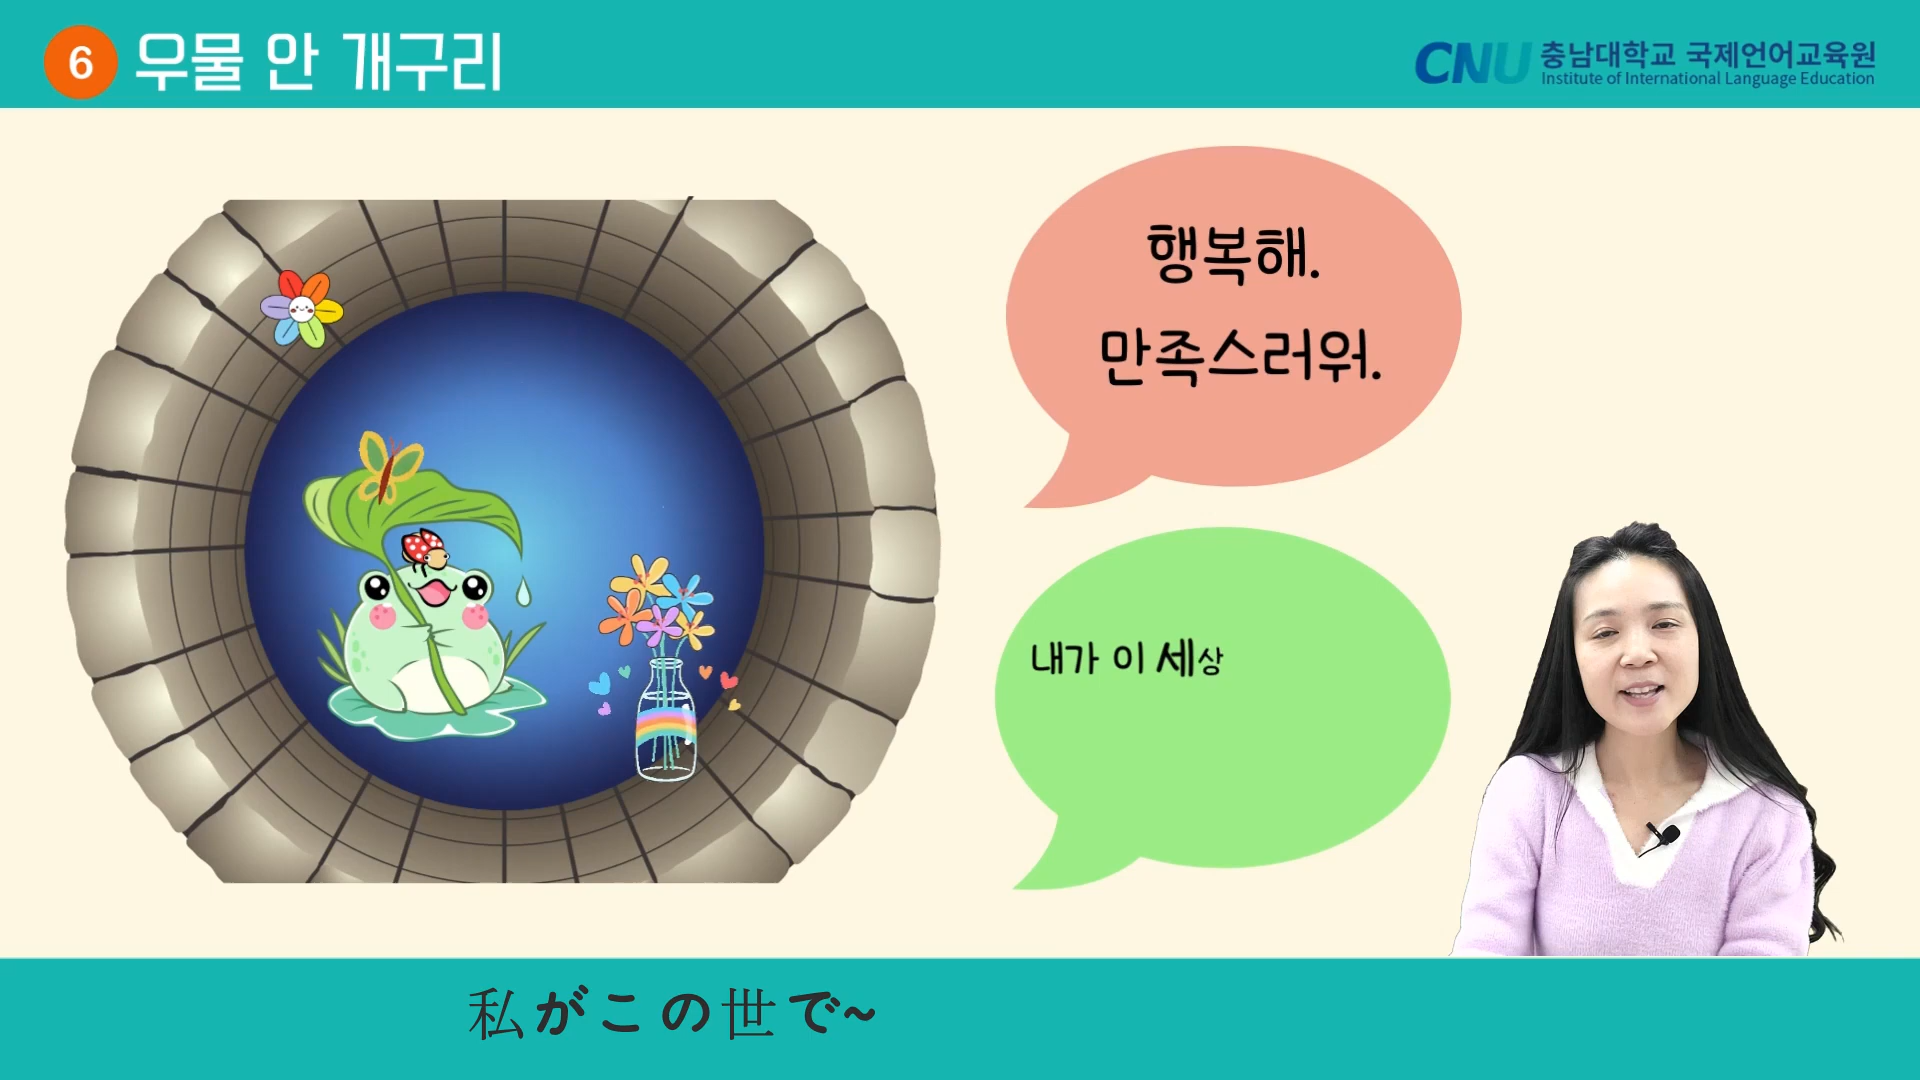 6 우물 안 개구리
CNU 충남대학교 국제언어교육원
Institute of International Language Education
행복해.
만족스러워.
내가 이 세상
私がこの世で~